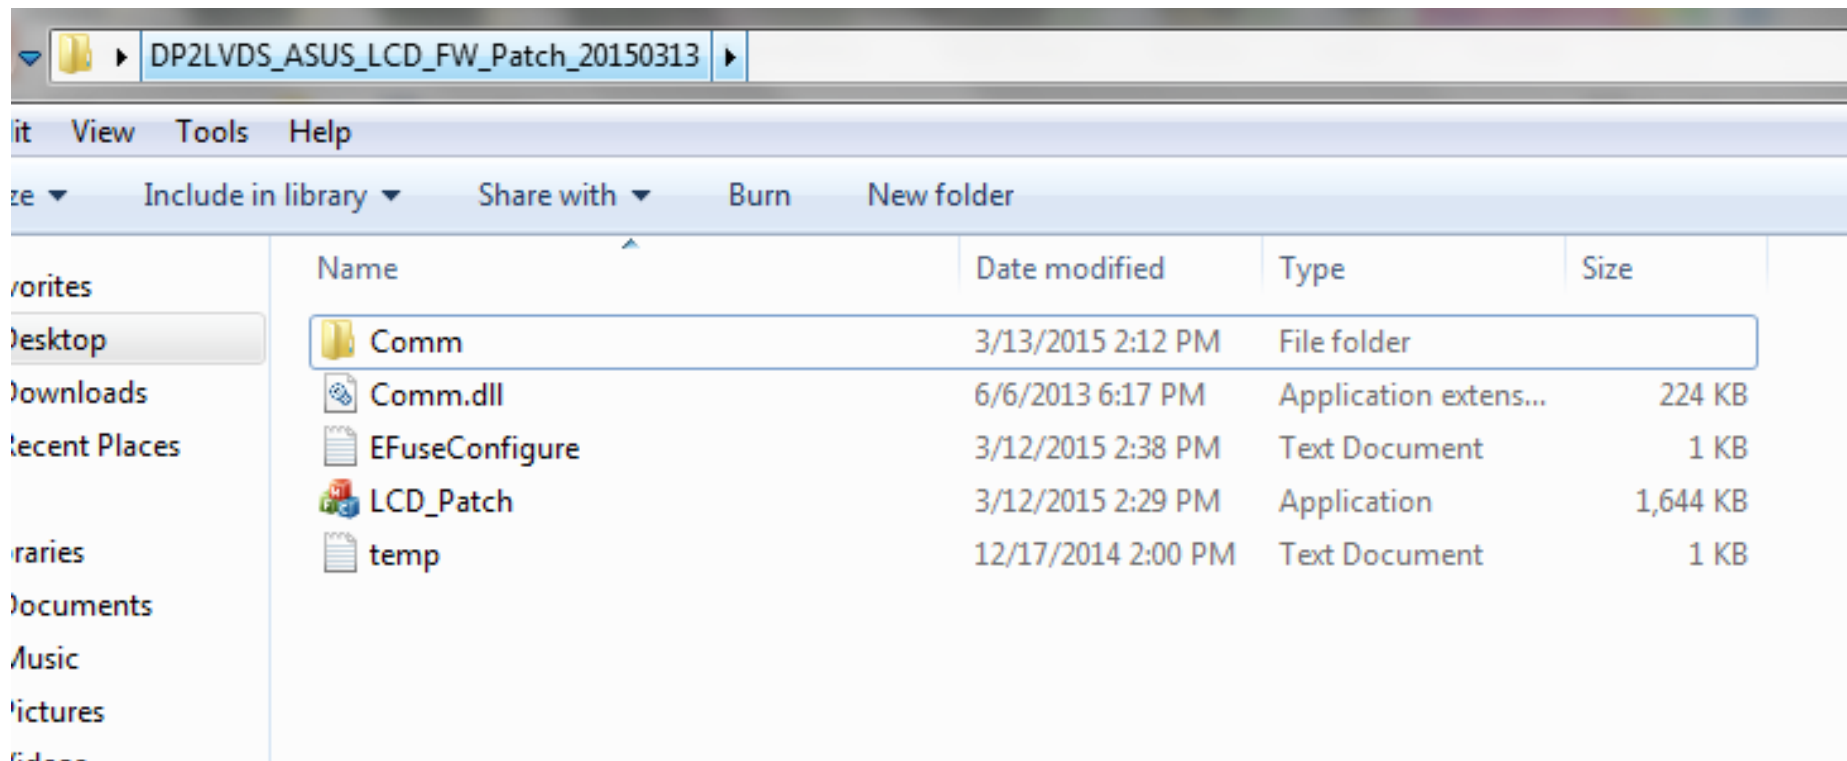 DP2LVDS_ASUS_LCD_FW_Patch_20150313
it View Tools Help
ze Include in library Share with Burn New folder
Name Date modified Type Size
vorites
Desktop
Downloads
Recent Places
raries
Documents
Music
Pictures
Comm 3/13/2015 2:12 PM File folder
Comm.dll 6/6/2013 6:17 PM Application extens... 224 KB
EFuseConfigure 3/12/2015 2:38 PM Text Document 1 KB
LCD_Patch 3/12/2015 2:29 PM Application 1,644 KB
temp 12/17/2014 2:00 PM Text Document 1 KB